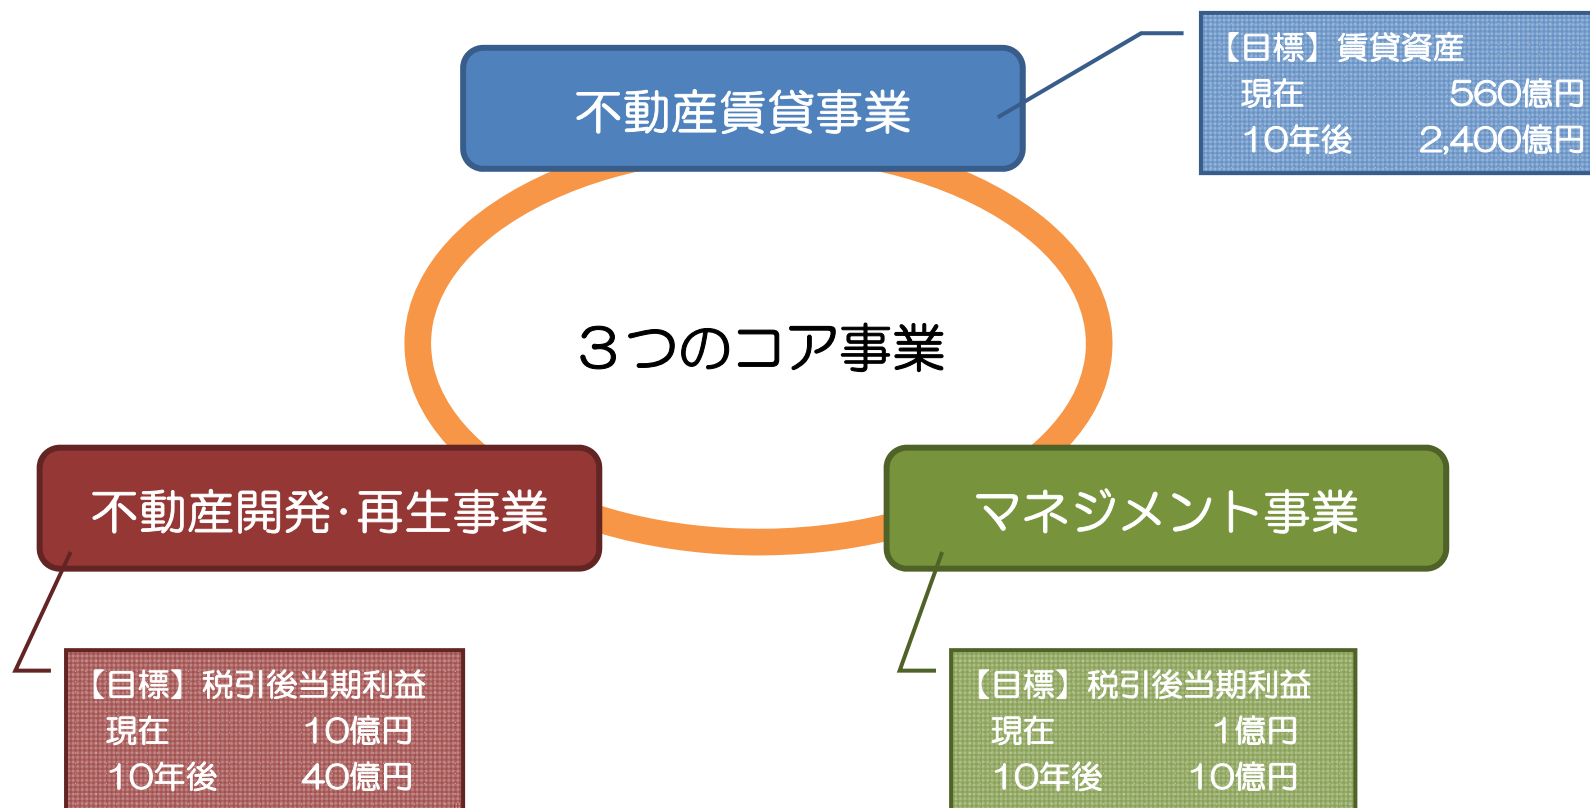 不動産賃貸事業
【目標】賃貸資産
現在 560億円
10年後 2,400億円
3つのコア事業
不動産開発・再生事業
マネジメント事業
【目標】税引後当期利益
現在 10億円
10年後 40億円
【目標】税引後当期利益
現在 1億円
10年後 10億円